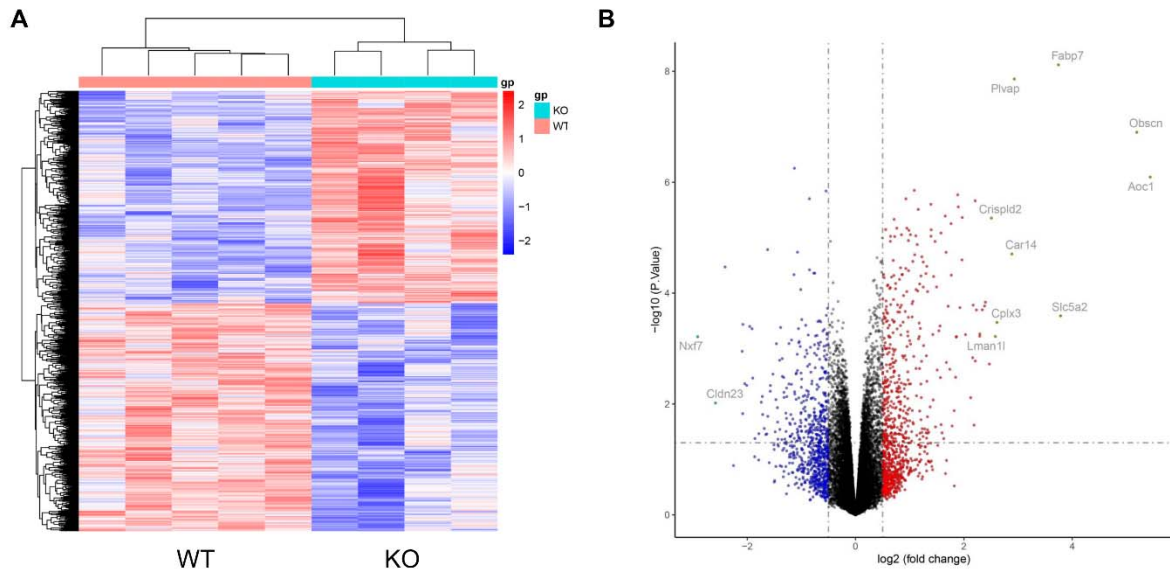 A
gp
gp
KO
WT
2
1
0
−1
−2
WT
KO
B
−log10 (P.Value)
8
6
4
2
0
Fabp7
Plvap
Obscn
Aoc1
Crispld2
Car14
Cplx3
Slc5a2
Lman1l
Nxf7
Cldn23
−2
0
2
4
log2 (fold change)